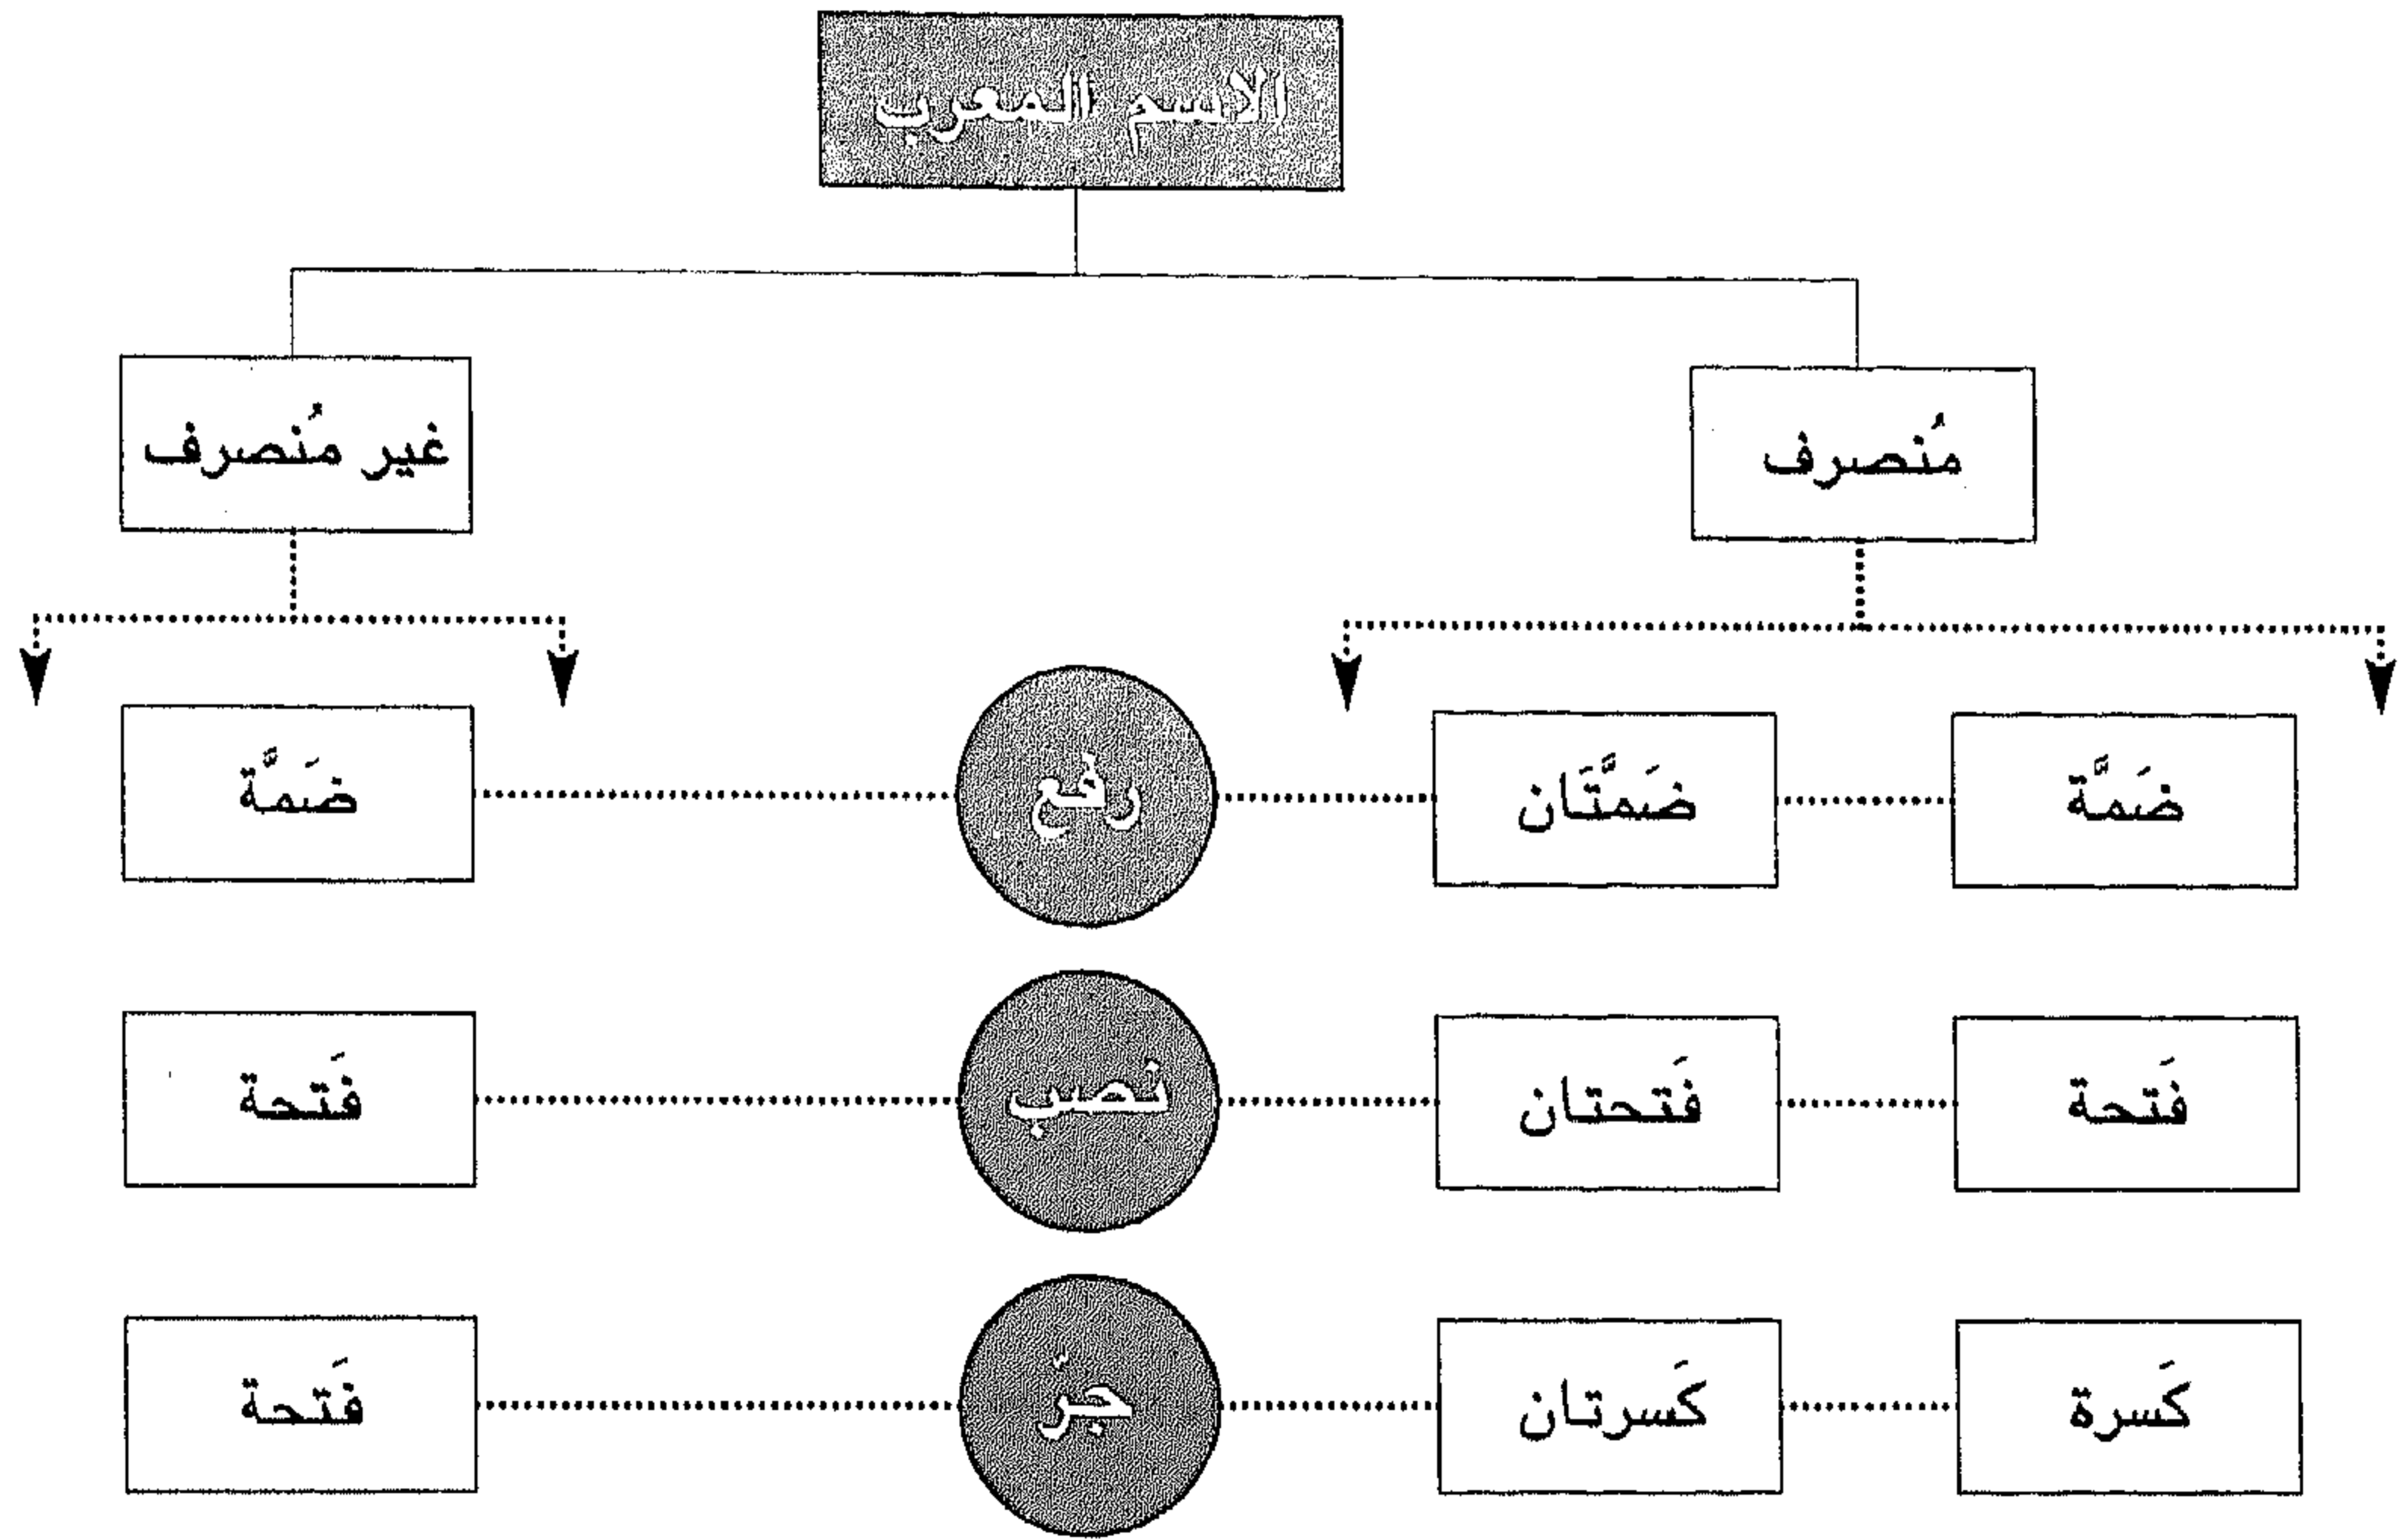 الاسم المعرب
مُنصرف
غير مُنصرف
ضَمَّة
ضَمَّتَان
رفع
ضَمَّة
فَتحة
فَتحتان
نصب
فَتحة
كَسرة
كَسرتان
جرّ
فَتحة